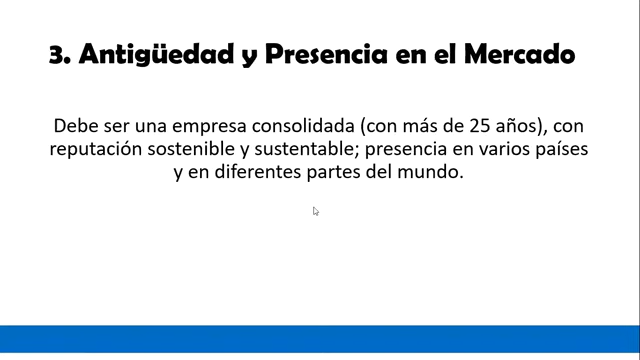 3. Antigüedad y Presencia en el Mercado
Debe ser una empresa consolidada (con más de 25 años), con
reputación sostenible y sustentable; presencia en varios países
y en diferentes partes del mundo.